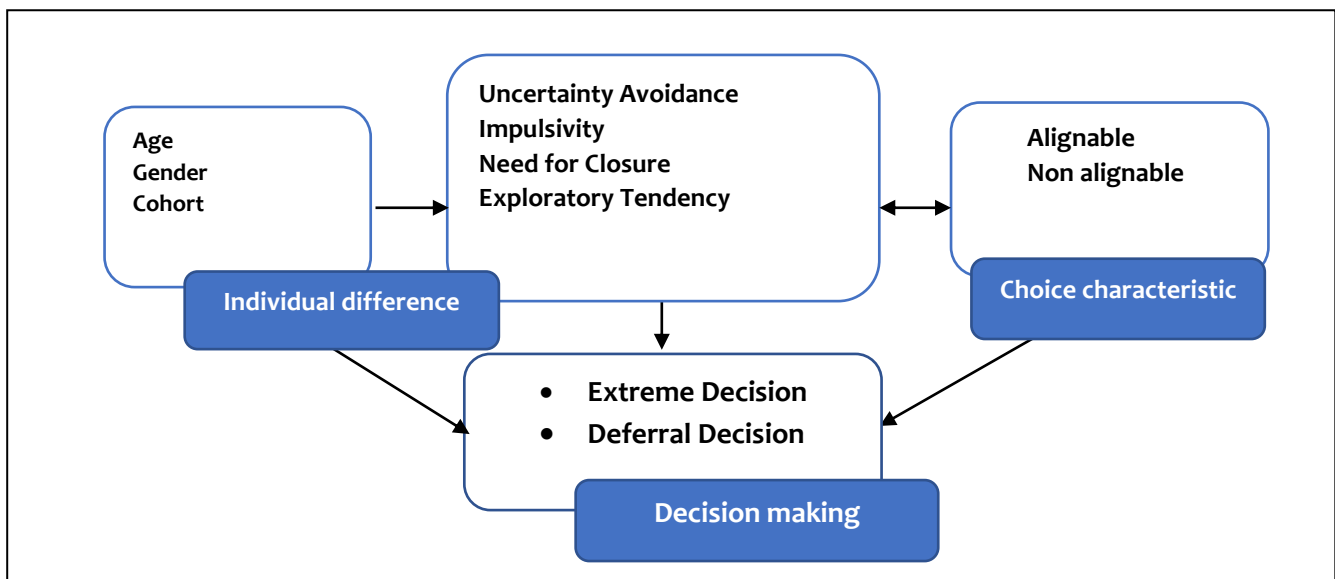 Age
Gender
Cohort
Individual difference
Uncertainty Avoidance
Impulsivity
Need for Closure
Exploratory Tendency
Alignable
Non alignable
Choice characteristic
• Extreme Decision
• Deferral Decision
Decision making